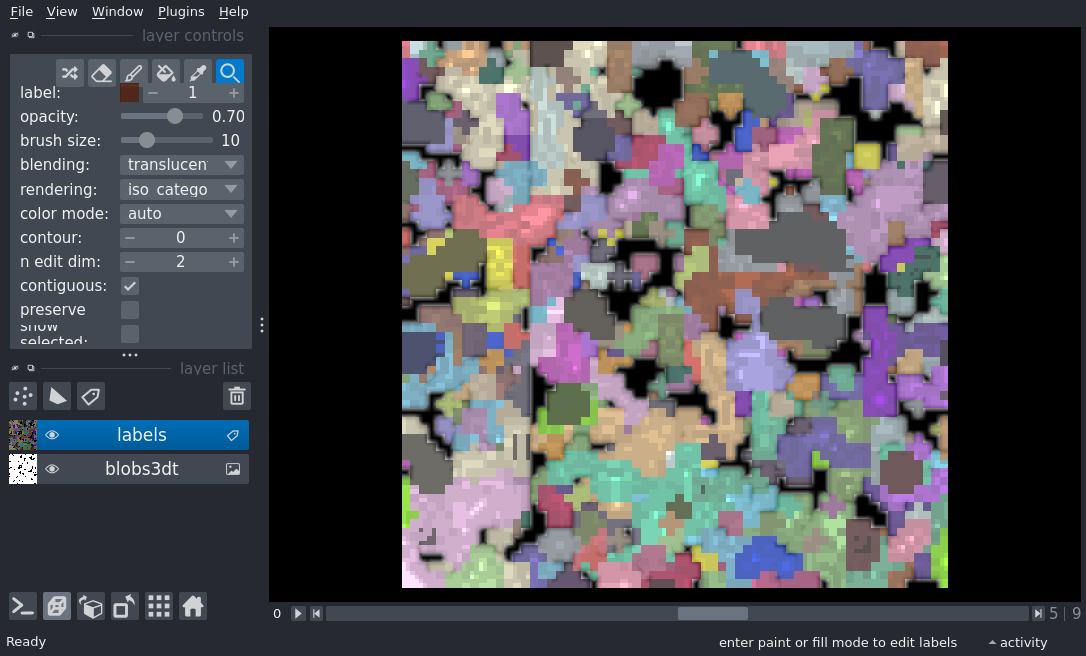 File View Window Plugins Help
layer controls
label: 1
opacity: 0.70
brush size: 10
blending: translucen
rendering: iso_catego
color mode: auto
contour: 0
n edit dim: 2
contiguous:
preserve
show
selected:
layer list
labels
blobs3dt
0 5 | 9
Ready enter paint or fill mode to edit labels activity